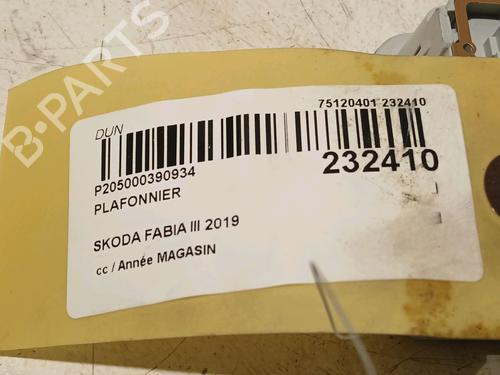 B-PARTS
DUN
75120401 232410
P205000390934
232410
PLAFONNIER
SKODA FABIA III 2019
cc / Année MAGASIN